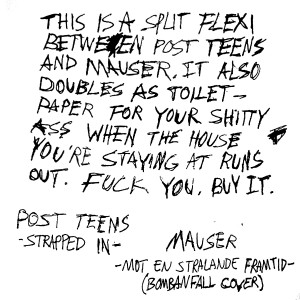 THIS IS A SPLIT FLEXI
BETWEEN POST TEENS
AND MAUSER. IT ALSO
DOUBLES AS TOILET-
PAPER FOR YOUR SHITTY
ASS WHEN THE HOUSE
YOU'RE STAYING AT RUNS
OUT. FUCK YOU, BUY IT.
POST TEENS
-STRAPPED IN-
MAUSER
-MOT EN STRALANDE FRAMTID-
(BOMBANFALL COVER)